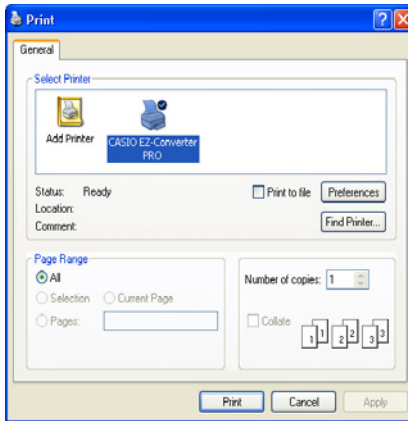 Print
General
Select Printer
Add Printer
CASIO EZ-Converter
PRO
Status: Ready
Location:
Comment:
Print to file
Preferences
Find Printer...
Page Range
All
Selection
Current Page
Pages:
Number of copies: 1
Collate
1 1 2 2 3 3
Print
Cancel
Apply